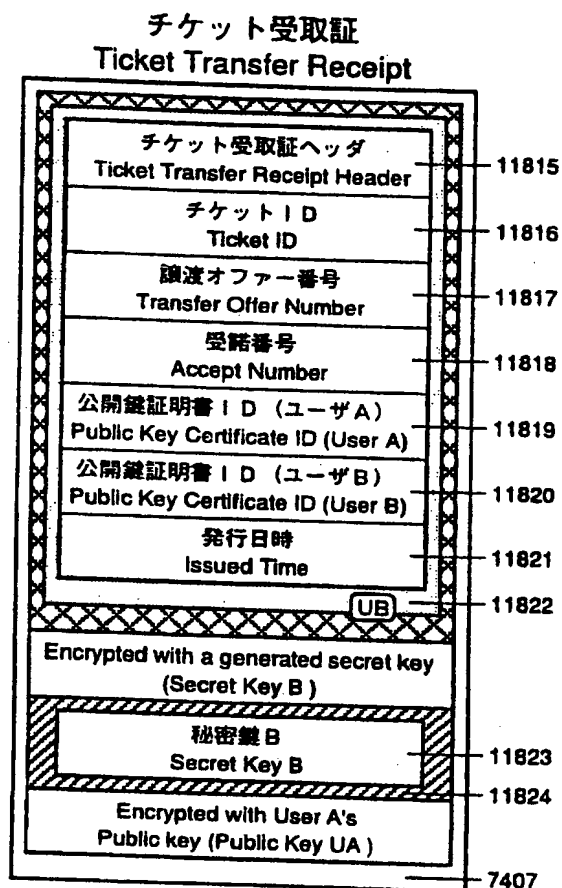 チケット受取証
Ticket Transfer Receipt
チケット受取証ヘッダ
Ticket Transfer Receipt Header
11815
チケットID
Ticket ID
11816
譲渡オファー番号
Transfer Offer Number
11817
受諾番号
Accept Number
11818
公開鍵証明書ID (ユーザA)
Public Key Certificate ID (User A)
11819
公開鍵証明書ID (ユーザB)
Public Key Certificate ID (User B)
11820
発行日時
Issued Time
11821
UB
11822
Encrypted with a generated secret key
(Secret Key B )
秘密鍵B
Secret Key B
11823
11824
Encrypted with User A's
Public key (Public Key UA )
7407